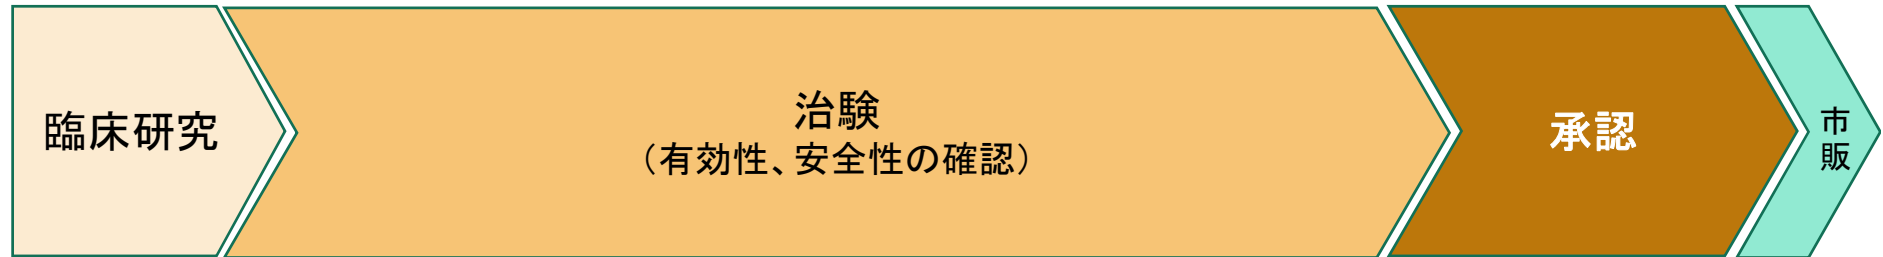 臨床研究
治験
（有効性、安全性の確認）
承認
市販